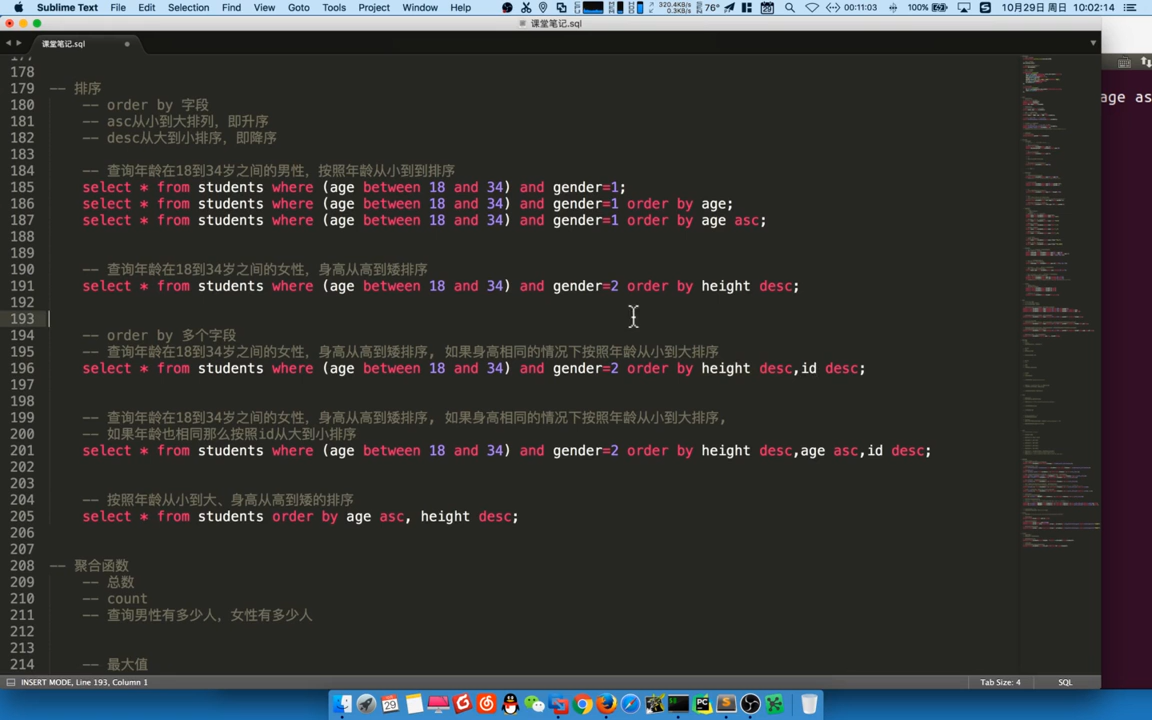 Sublime Text File Edit Selection Find View Goto Tools Project Window Help 320.4KB/s 0.3KB/s 76° 00:11:03 100% 10月29日 周日 10:02:14
课堂笔记.sql
课堂笔记.sql
178
179 -- 排序
180 -- order by 字段
181 -- asc从小到大排列，即升序
182 -- desc从大到小排序，即降序
183
184 -- 查询年龄在18到34岁之间的男性，按照年龄从小到到排序
185 select * from students where (age between 18 and 34) and gender=1;
186 select * from students where (age between 18 and 34) and gender=1 order by age;
187 select * from students where (age between 18 and 34) and gender=1 order by age asc;
188
189
190 -- 查询年龄在18到34岁之间的女性，身高从高到矮排序
191 select * from students where (age between 18 and 34) and gender=2 order by height desc;
192
193
194 -- order by 多个字段
195 -- 查询年龄在18到34岁之间的女性，身高从高到矮排序, 如果身高相同的情况下按照年龄从小到大排序
196 select * from students where (age between 18 and 34) and gender=2 order by height desc,id desc;
197
198
199 -- 查询年龄在18到34岁之间的女性，身高从高到矮排序, 如果身高相同的情况下按照年龄从小到大排序,
200 -- 如果年龄也相同那么按照id从大到小排序
201 select * from students where (age between 18 and 34) and gender=2 order by height desc,age asc,id desc;
202
203
204 -- 按照年龄从小到大、身高从高到矮的排序
205 select * from students order by age asc, height desc;
206
207
208 -- 聚合函数
209 -- 总数
210 -- count
211 -- 查询男性有多少人，女性有多少人
212
213
214 -- 最大值
age as
INSERT MODE, Line 193, Column 1 Tab Size: 4 SQL